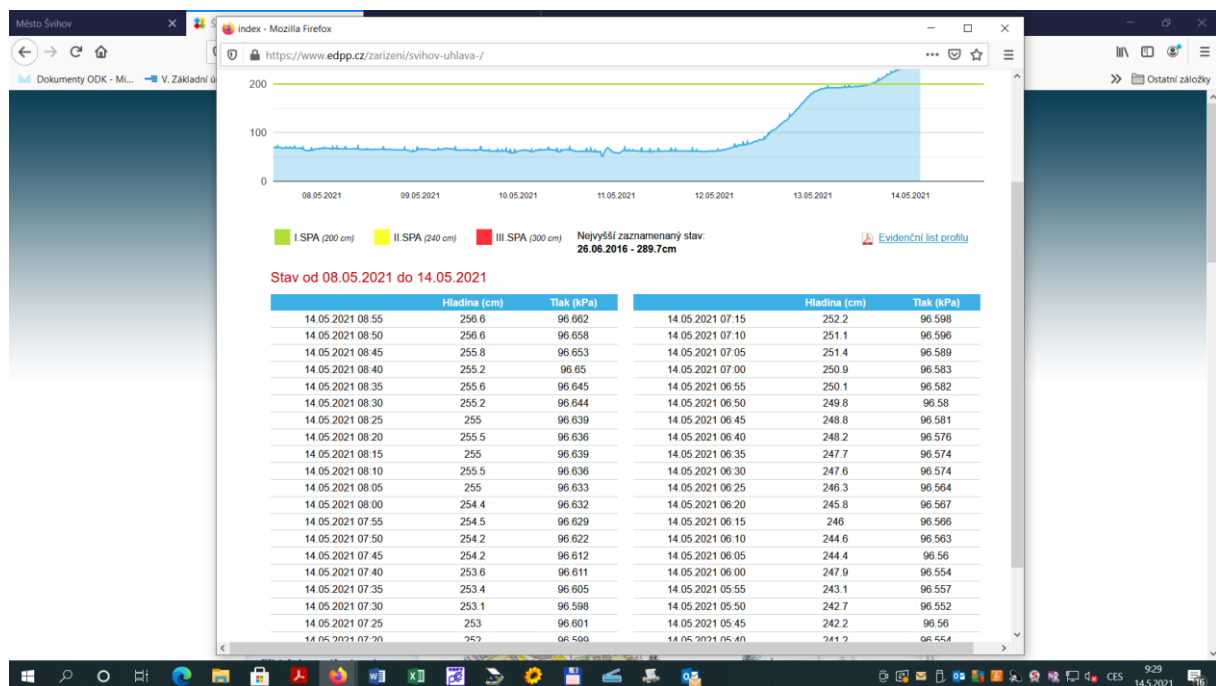 Město Švihov
index - Mozilla Firefox
https://www.edpp.cz/zarizeni/svihov-uhlava-/
Dokumenty ODK - Mi...
V. Základní ú
Ostatní záložky
200
100
0
08.05.2021 09.05.2021 10.05.2021 11.05.2021 12.05.2021 13.05.2021 14.05.2021
I.SPA (200 cm) II.SPA (240 cm) III.SPA (300 cm) Nejvyšší zaznamenaný stav:
26.06.2016 - 289.7cm
Evidenční list profilu
Stav od 08.05.2021 do 14.05.2021
Hladina (cm) Tlak (kPa) Hladina (cm) Tlak (kPa)
14.05.2021 08:55 256.6 96.662 14.05.2021 07:15 252.2 96.598
14.05.2021 08:50 256.6 96.658 14.05.2021 07:10 251.1 96.596
14.05.2021 08:45 255.8 96.653 14.05.2021 07:05 251.4 96.589
14.05.2021 08:40 255.2 96.65 14.05.2021 07:00 250.9 96.583
14.05.2021 08:35 255.6 96.645 14.05.2021 06:55 250.1 96.582
14.05.2021 08:30 255.2 96.644 14.05.2021 06:50 249.8 96.58
14.05.2021 08:25 255 96.639 14.05.2021 06:45 248.8 96.581
14.05.2021 08:20 255.5 96.636 14.05.2021 06:40 248.2 96.576
14.05.2021 08:15 255 96.639 14.05.2021 06:35 247.7 96.574
14.05.2021 08:10 255.5 96.636 14.05.2021 06:30 247.6 96.574
14.05.2021 08:05 255 96.633 14.05.2021 06:25 246.3 96.564
14.05.2021 08:00 254.4 96.632 14.05.2021 06:20 245.8 96.567
14.05.2021 07:55 254.5 96.629 14.05.2021 06:15 246 96.566
14.05.2021 07:50 254.2 96.622 14.05.2021 06:10 244.6 96.563
14.05.2021 07:45 254.2 96.612 14.05.2021 06:05 244.4 96.56
14.05.2021 07:40 253.6 96.611 14.05.2021 06:00 247.9 96.554
14.05.2021 07:35 253.4 96.605 14.05.2021 05:55 243.1 96.557
14.05.2021 07:30 253.1 96.598 14.05.2021 05:50 242.7 96.552
14.05.2021 07:25 253 96.601 14.05.2021 05:45 242.2 96.56
14.05.2021 07:20 252 96.599 14.05.2021 05:40 241.2 96.554
CES
9:29
14.5.2021
16